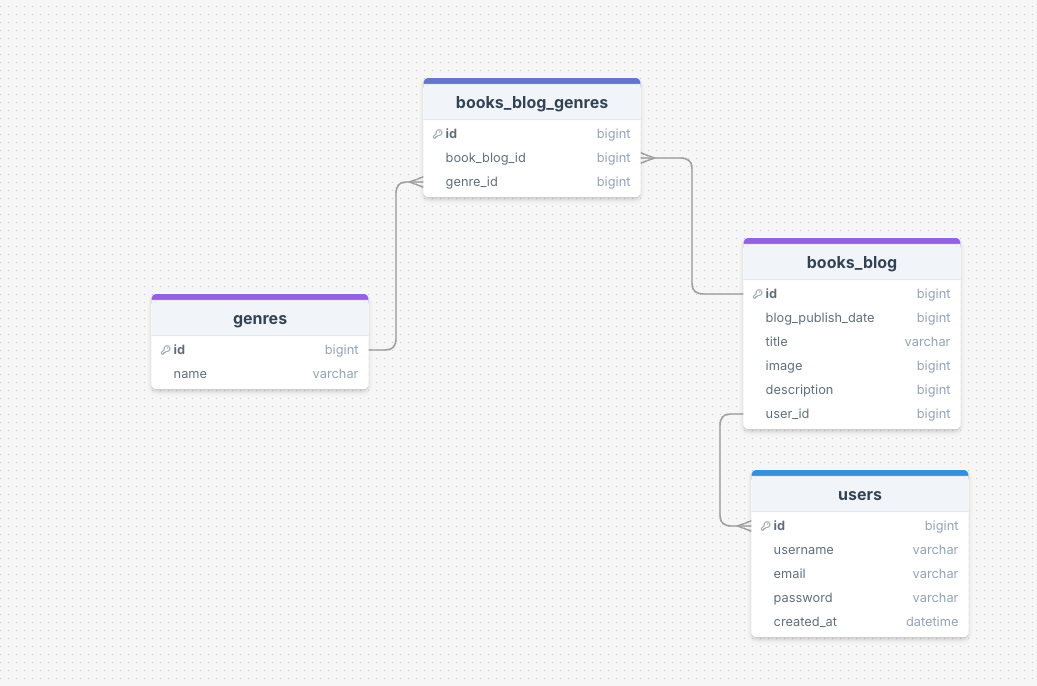 books_blog_genres
id bigint
book_blog_id bigint
genre_id bigint
books_blog
id bigint
blog_publish_date bigint
title varchar
image bigint
description bigint
user_id bigint
genres
id bigint
name varchar
users
id bigint
username varchar
email varchar
password varchar
created_at datetime